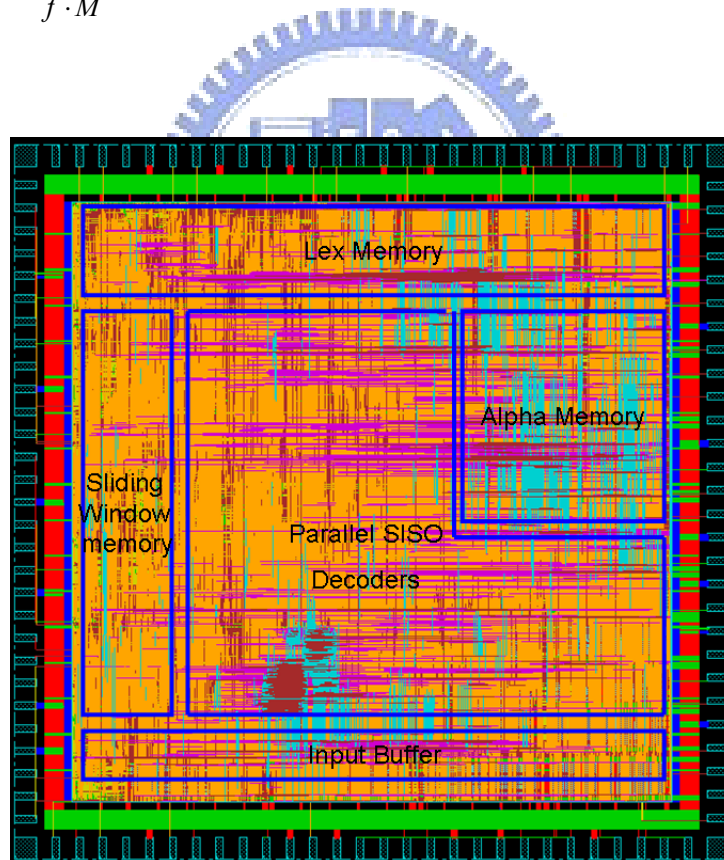 f · M
Lex Memory
Alpha Memory
Sliding
Window
memory
Parallel SISO
Decoders
Input Buffer